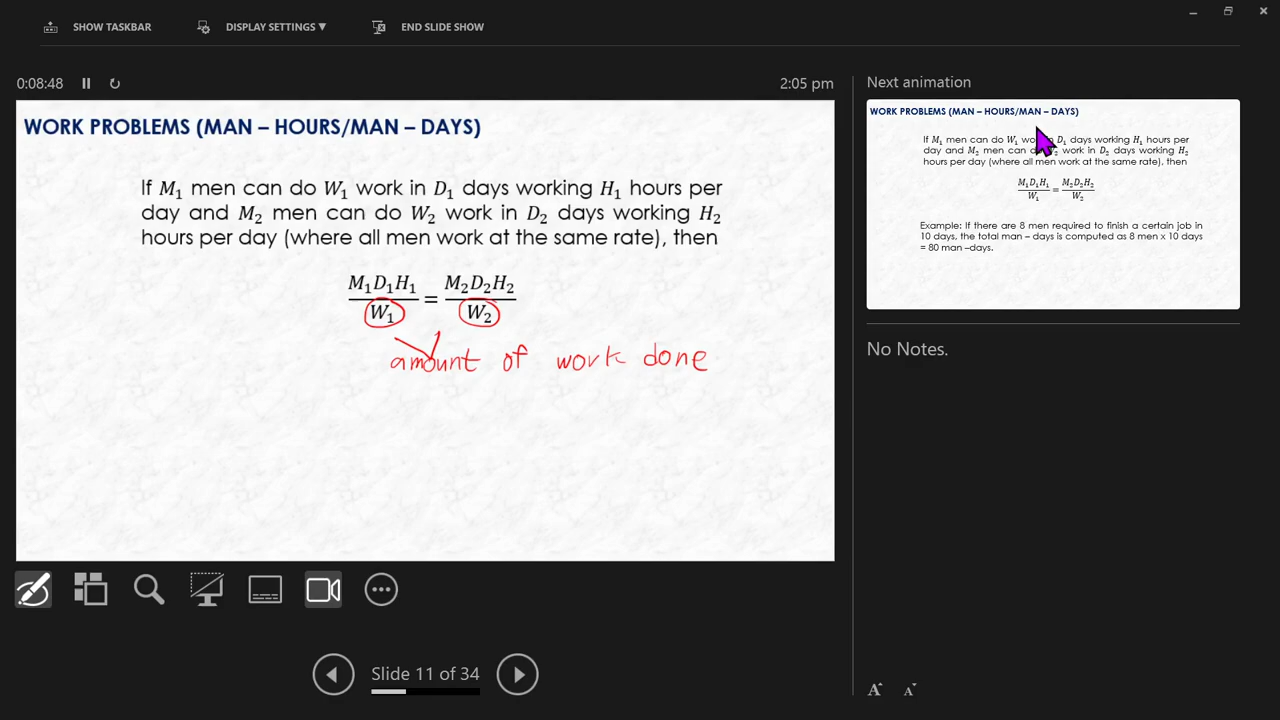 SHOW TASKBAR
DISPLAY SETTINGS ▼
END SLIDE SHOW
0:08:48
2:05 pm
WORK PROBLEMS (MAN – HOURS/MAN – DAYS)
If M₁ men can do W₁ work in D₁ days working H₁ hours per
day and M₂ men can do W₂ work in D₂ days working H₂
hours per day (where all men work at the same rate), then
M₁D₁H₁/W₁ = M₂D₂H₂/W₂
amount of work done
Slide 11 of 34
Next animation
WORK PROBLEMS (MAN – HOURS/MAN – DAYS)
If M₁ men can do W₁ work in D₁ days working H₁ hours per
day and M₂ men can do W₂ work in D₂ days working H₂
hours per day (where all men work at the same rate), then
M₁D₁H₁/W₁ = M₂D₂H₂/W₂
Example: If there are 8 men required to finish a certain job in
10 days, the total man – days is computed as 8 men x 10 days
= 80 man –days.
No Notes.
A A